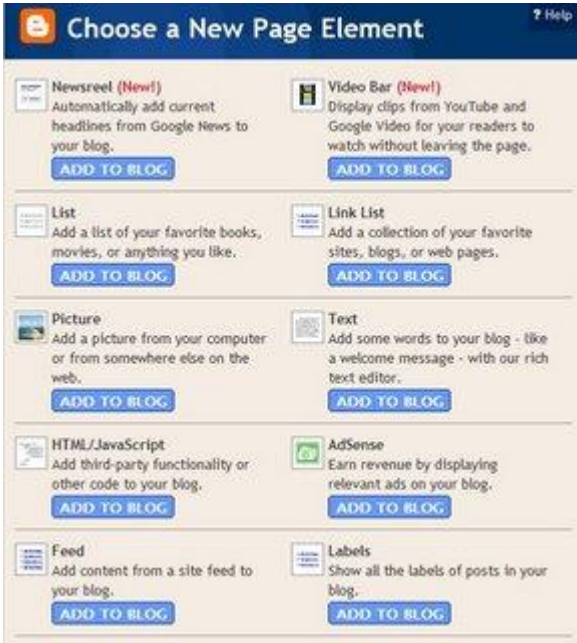 Choose a New Page Element
? Help
Newsreel (New!)
Automatically add current
headlines from Google News to
your blog.
ADD TO BLOG
Video Bar (New!)
Display clips from YouTube and
Google Video for your readers to
watch without leaving the page.
ADD TO BLOG
List
Add a list of your favorite books,
movies, or anything you like.
ADD TO BLOG
Link List
Add a collection of your favorite
sites, blogs, or web pages.
ADD TO BLOG
Picture
Add a picture from your computer
or from somewhere else on the
web.
ADD TO BLOG
Text
Add some words to your blog - like
a welcome message - with our rich
text editor.
ADD TO BLOG
HTML/JavaScript
Add third-party functionality or
other code to your blog.
ADD TO BLOG
AdSense
Earn revenue by displaying
relevant ads on your blog.
ADD TO BLOG
Feed
Add content from a site feed to
your blog.
ADD TO BLOG
Labels
Show all the labels of posts in your
blog.
ADD TO BLOG